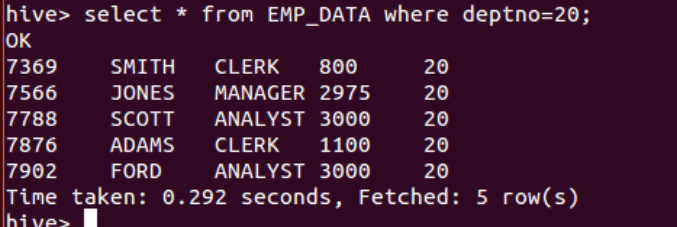 hive> select * from EMP_DATA where deptno=20;
OK
7369 SMITH CLERK 800 20
7566 JONES MANAGER 2975 20
7788 SCOTT ANALYST 3000 20
7876 ADAMS CLERK 1100 20
7902 FORD ANALYST 3000 20
Time taken: 0.292 seconds, Fetched: 5 row(s)
hive>